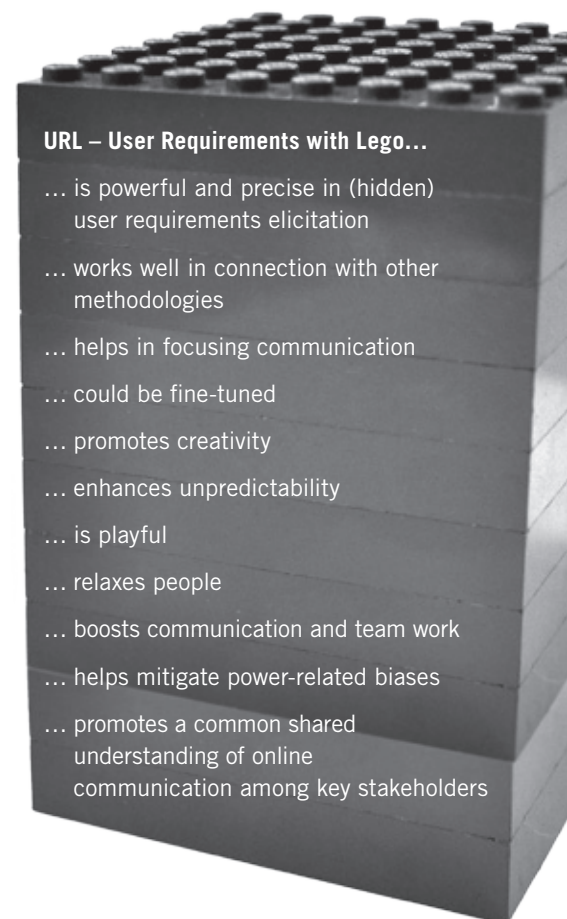 URL – User Requirements with Lego…
… is powerful and precise in (hidden)
user requirements elicitation
… works well in connection with other
methodologies
… helps in focusing communication
… could be fine-tuned
… promotes creativity
… enhances unpredictability
… is playful
… relaxes people
… boosts communication and team work
… helps mitigate power-related biases
… promotes a common shared
understanding of online
communication among key stakeholders